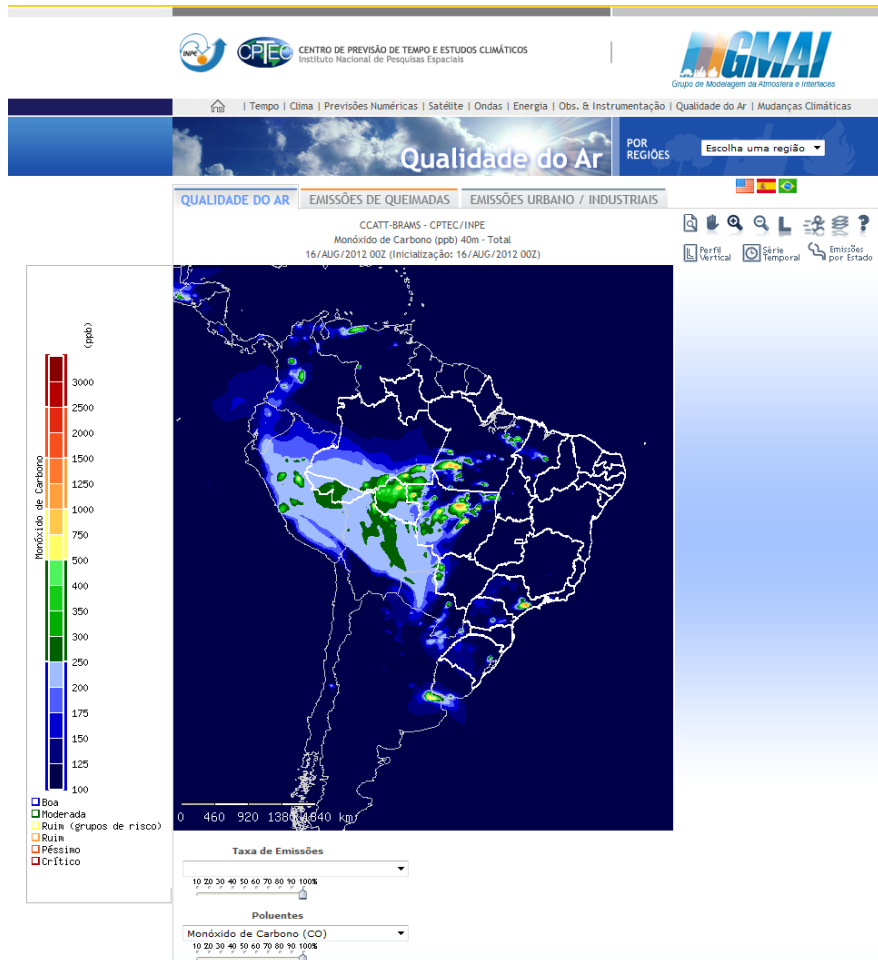 INPE
CPTEC
CENTRO DE PREVISÃO DE TEMPO E ESTUDOS CLIMÁTICOS
Instituto Nacional de Pesquisas Espaciais
GMAI
Grupo de Modelagem da Atmosfera e Interfaces
| Tempo | Clima | Previsões Numéricas | Satélite | Ondas | Energia | Obs. & Instrumentação | Qualidade do Ar | Mudanças Climáticas
Qualidade do Ar
POR REGIÕES
Escolha uma região
QUALIDADE DO AR
EMISSÕES DE QUEIMADAS
EMISSÕES URBANO / INDUSTRIAIS
CCATT-BRAMS - CPTEC/INPE
Monóxido de Carbono (ppb) 40m - Total
16/AUG/2012 00Z (Inicialização: 16/AUG/2012 00Z)
Perfil Vertical
Série Temporal
Emissões por Estado
(ppb)
Monóxido de Carbono
3000
2500
2000
1500
1250
1000
750
500
400
350
300
250
200
175
150
125
100
Boa
Moderada
Ruim (grupos de risco)
Ruim
Péssimo
Crítico
0 460 920 1380 1840 km
Taxa de Emissões
10 20 30 40 50 60 70 80 90 100%
Poluentes
Monóxido de Carbono (CO)
10 20 30 40 50 60 70 80 90 100%